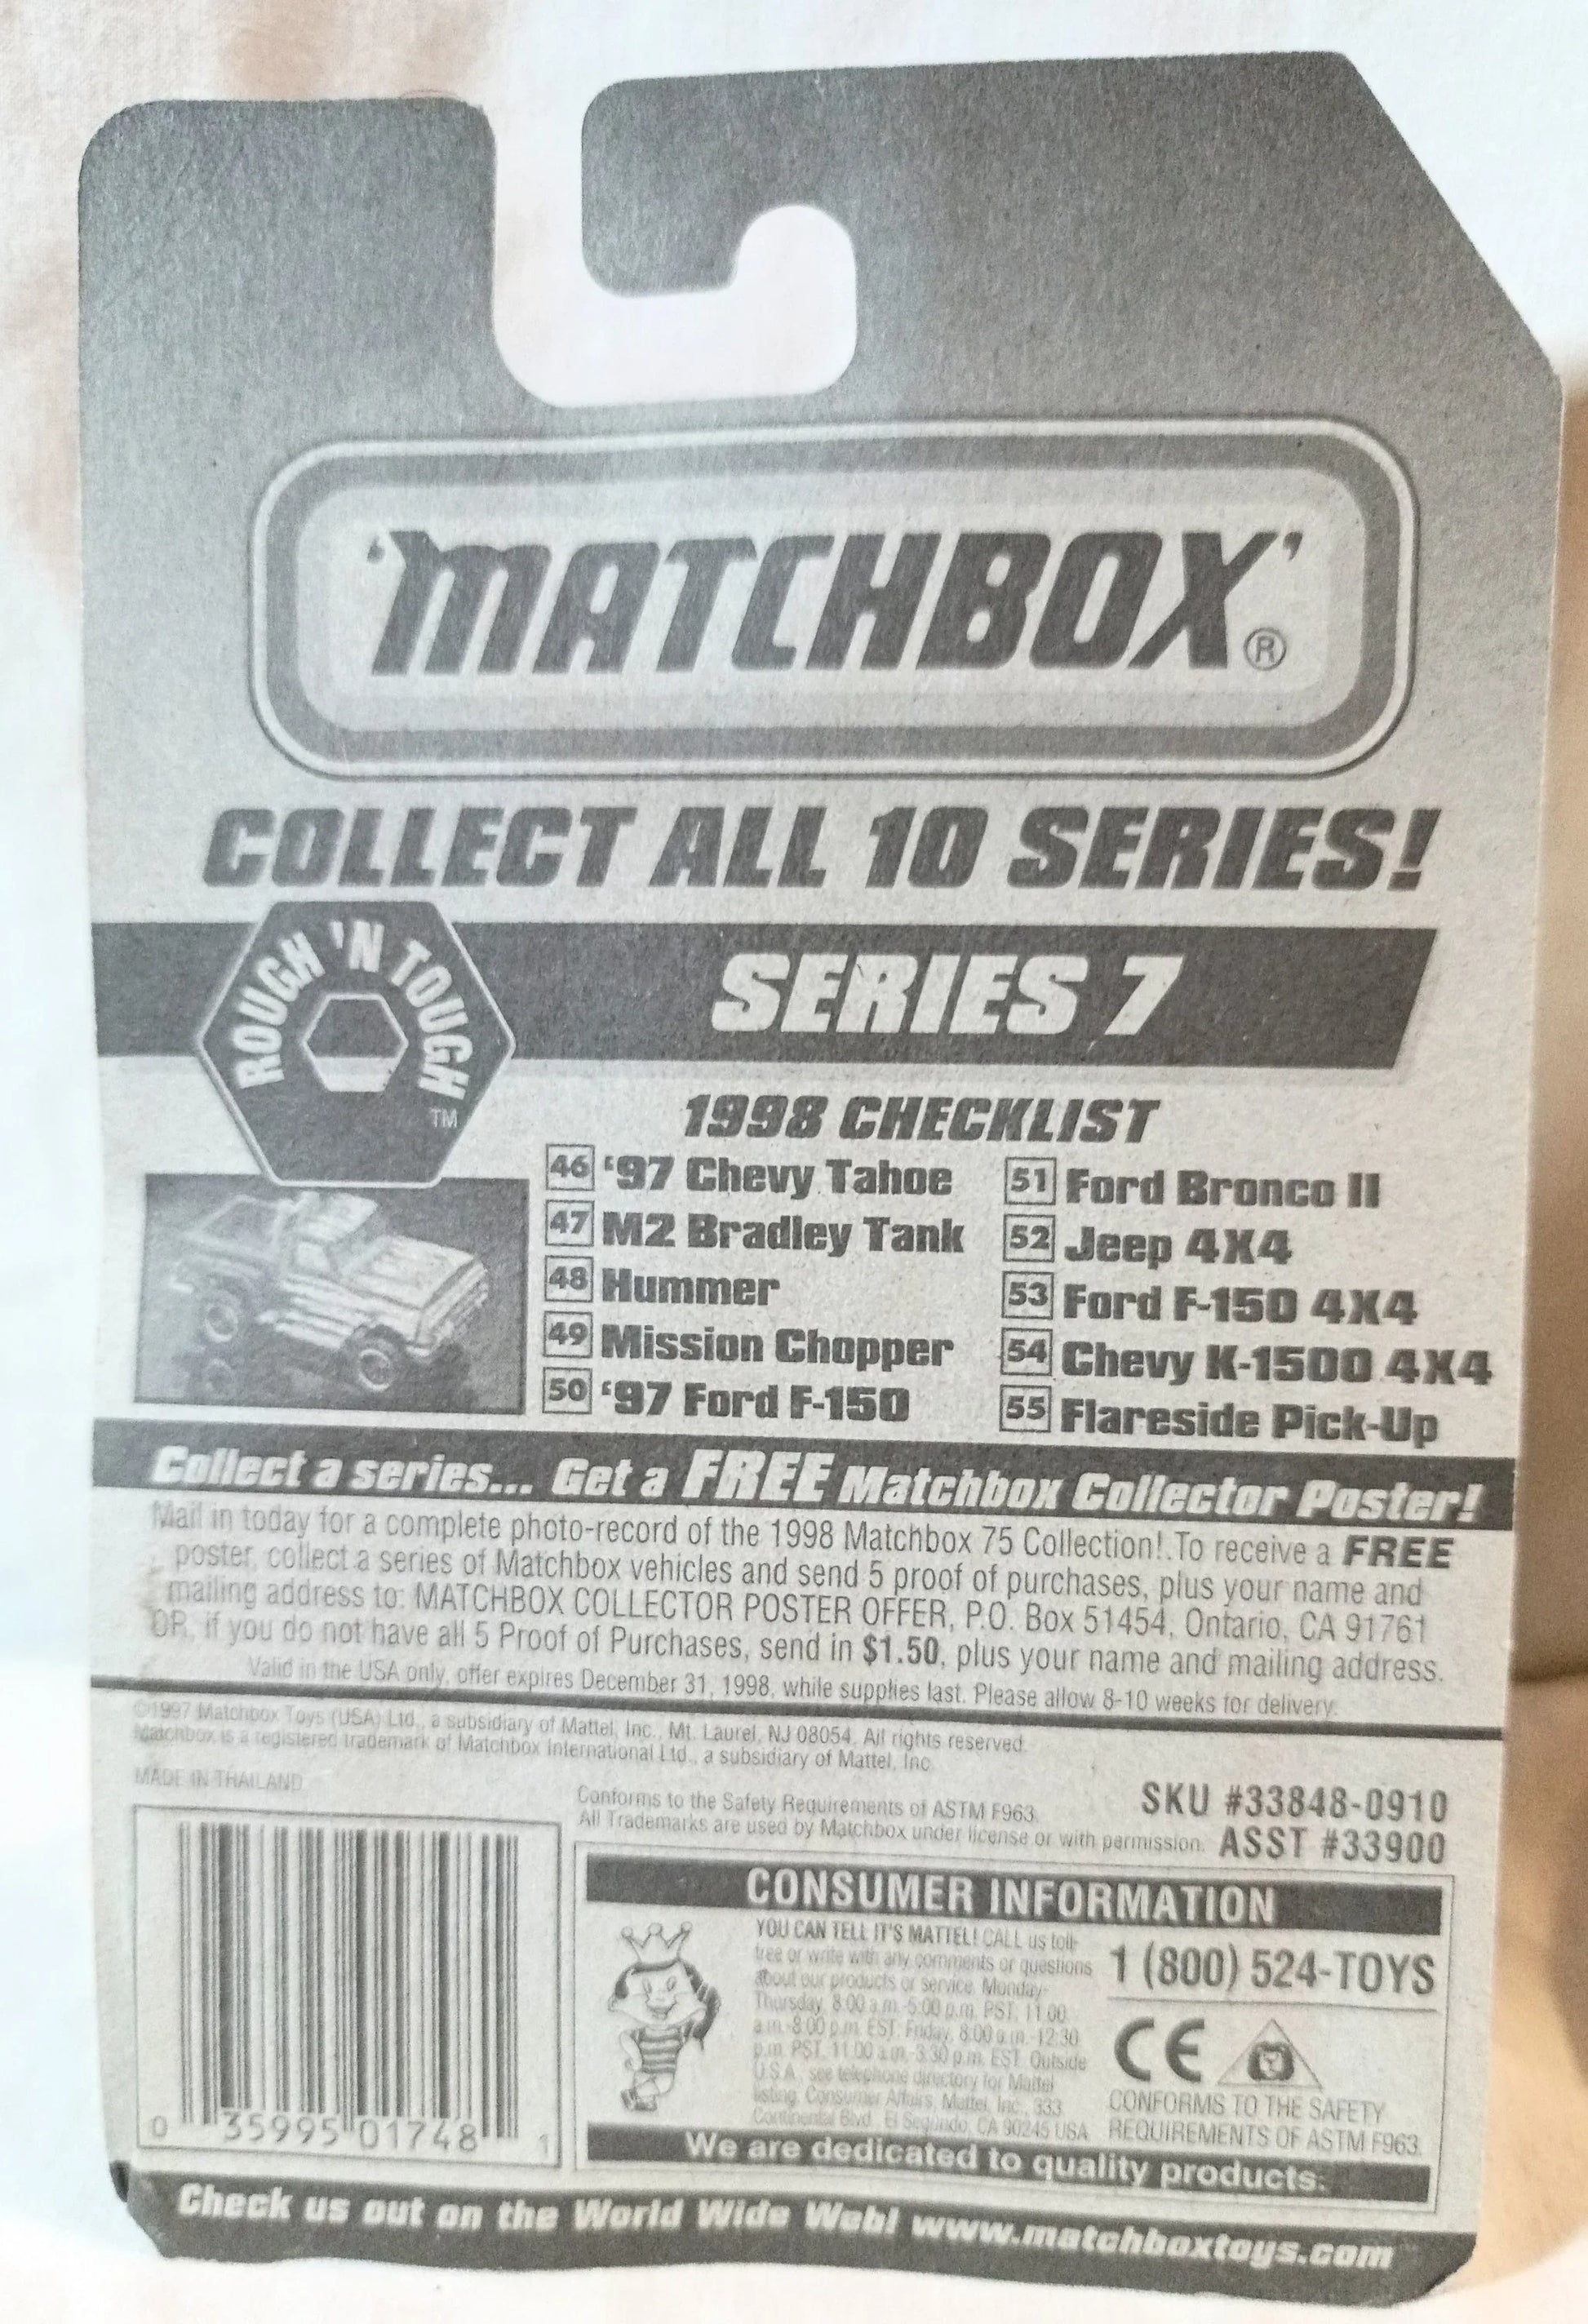 'MATCHBOX'®
COLLECT ALL 10 SERIES!
ROUGH 'N TOUGH
TM
SERIES 7
1998 CHECKLIST
46 '97 Chevy Tahoe
47 M2 Bradley Tank
48 Hummer
49 Mission Chopper
50 '97 Ford F-150
51 Ford Bronco II
52 Jeep 4X4
53 Ford F-150 4X4
54 Chevy K-1500 4X4
55 Flareside Pick-Up
Collect a series... Get a FREE Matchbox Collector Poster!
Mail in today for a complete photo-record of the 1998 Matchbox 75 Collection! To receive a FREE
poster, collect a series of Matchbox vehicles and send 5 proof of purchases, plus your name and
mailing address to: MATCHBOX COLLECTOR POSTER OFFER, P.O. Box 51454, Ontario, CA 91761
OR, if you do not have all 5 Proof of Purchases, send in $1.50, plus your name and mailing address.
Valid in the USA only, offer expires December 31, 1998, while supplies last. Please allow 8-10 weeks for delivery.
©1997 Matchbox Toys (USA) Ltd., a subsidiary of Mattel, Inc., Mt. Laurel, NJ 08054. All rights reserved.
Matchbox is a registered trademark of Matchbox International Ltd., a subsidiary of Mattel, Inc.
MADE IN THAILAND
Conforms to the Safety Requirements of ASTM F963.
All Trademarks are used by Matchbox under license or with permission.
SKU #33848-0910
ASST #33900
0 35995 01748 1
CONSUMER INFORMATION
YOU CAN TELL IT'S MATTEL! CALL us toll-
free or write with any comments or questions
about our products or service. Monday-
Thursday, 8:00 a.m.-5:00 p.m. PST, 11:00
a.m.-8:00 p.m. EST: Friday, 8:00 a.m.-12:30
p.m. PST, 11:00 a.m.-3:30 p.m. EST. Outside
U.S.A., see telephone directory for Mattel
listing. Consumer Affairs, Mattel, Inc., 333
Continental Blvd., El Segundo, CA 90245 USA
1 (800) 524-TOYS
CE
CONFORMS TO THE SAFETY
REQUIREMENTS OF ASTM F963.
We are dedicated to quality products.
Check us out on the World Wide Web! www.matchboxtoys.com